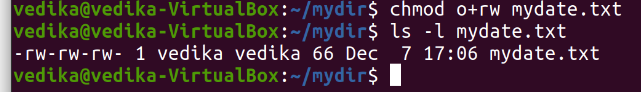 vedika@vedika-VirtualBox:~/mydir$ chmod o+rw mydate.txt
vedika@vedika-VirtualBox:~/mydir$ ls -l mydate.txt
-rw-rw-rw- 1 vedika vedika 66 Dec  7 17:06 mydate.txt
vedika@vedika-VirtualBox:~/mydir$